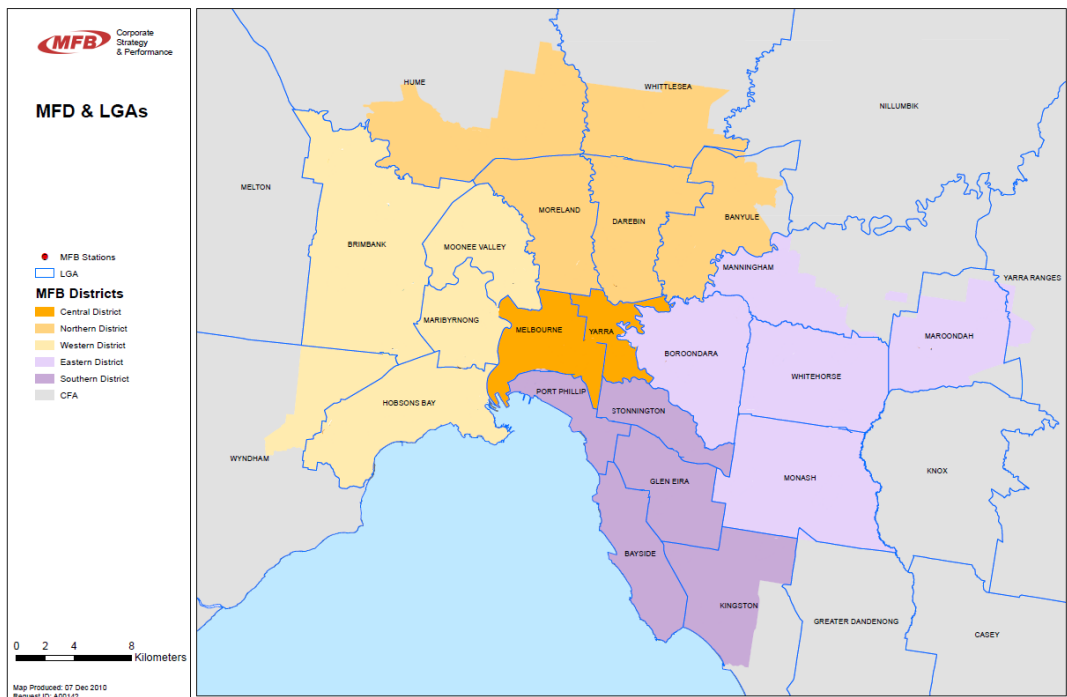 MFB
Corporate
Strategy
& Performance
MFD & LGAs
MFB Stations
LGA
MFB Districts
Central District
Northern District
Western District
Eastern District
Southern District
CFA
0 2 4 8
Kilometers
Map Produced: 07 Dec 2010
Request ID: A00142
HUME
WHITTLESEA
NILLUMBIK
MELTON
MORELAND
DAREBIN
BANYULE
BRIMBANK
MOONEE VALLEY
MANNINGHAM
YARRA RANGES
MARIBYRNONG
MELBOURNE
YARRA
MAROONDAH
BOROONDARA
WHITEHORSE
PORT PHILLIP
HOBSONS BAY
STONNINGTON
WYNDHAM
KNOX
GLEN EIRA
MONASH
BAYSIDE
KINGSTON
GREATER DANDENONG
CASEY